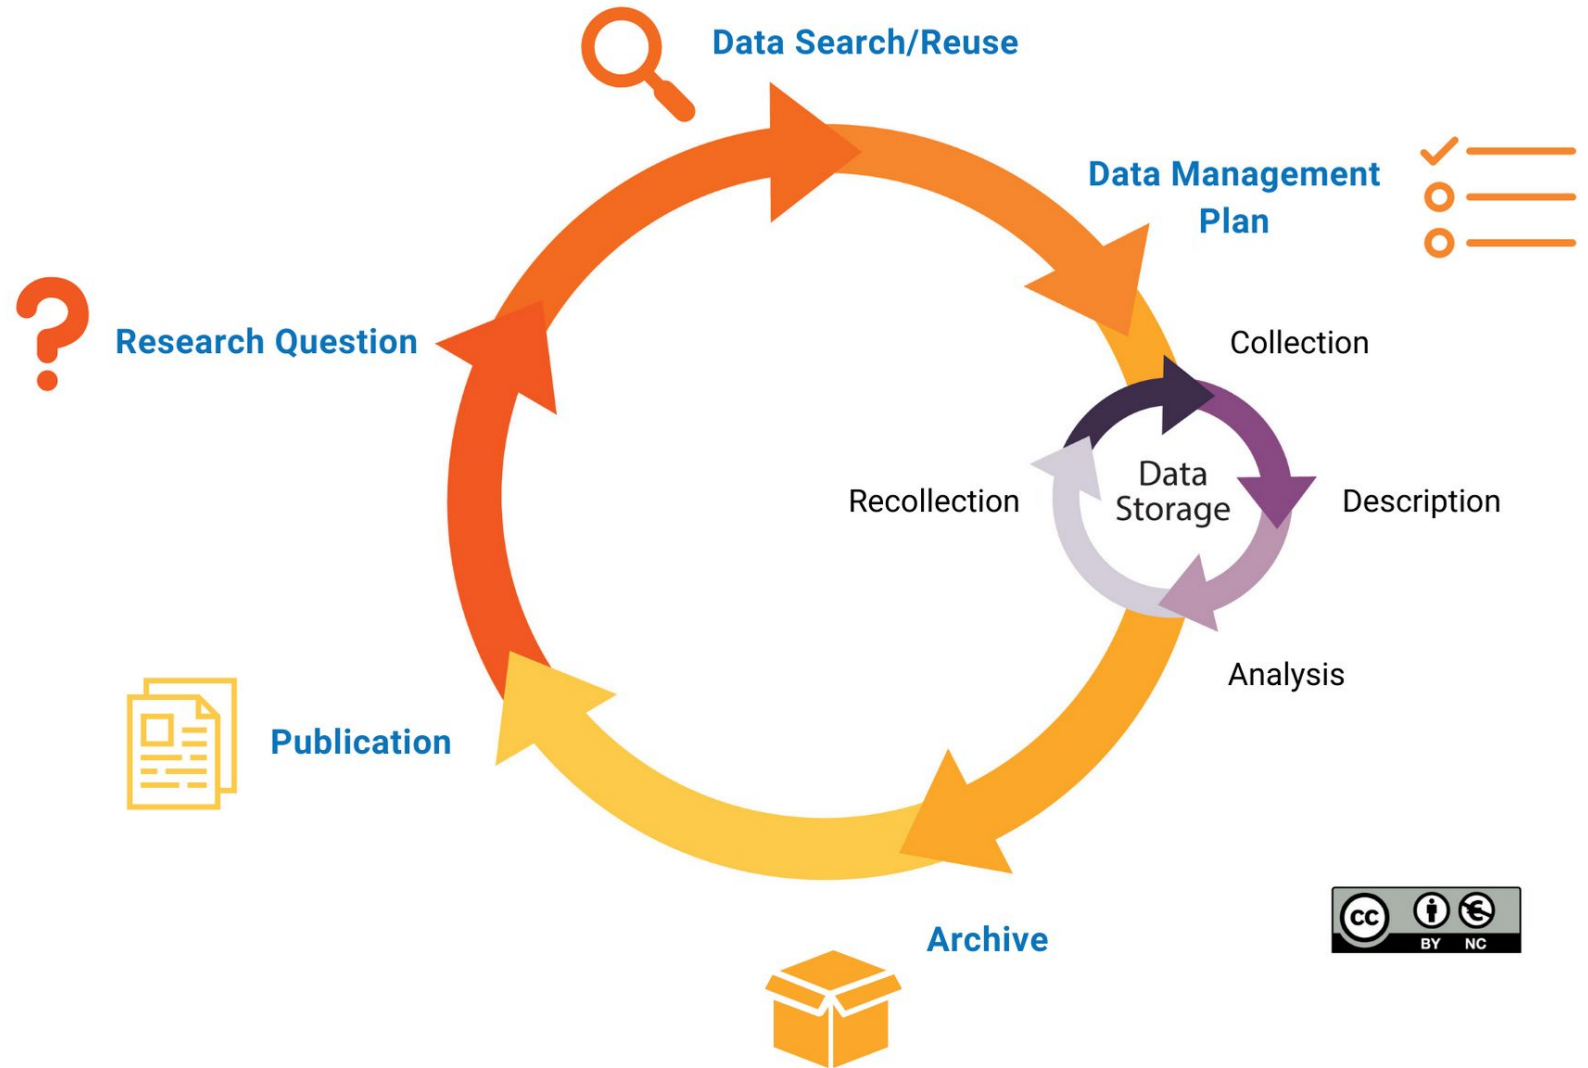 Data Search/Reuse
Data Management
Plan
Collection
Research Question
Data
Storage
Recollection
Description
Analysis
Publication
Archive
cc
BY NC